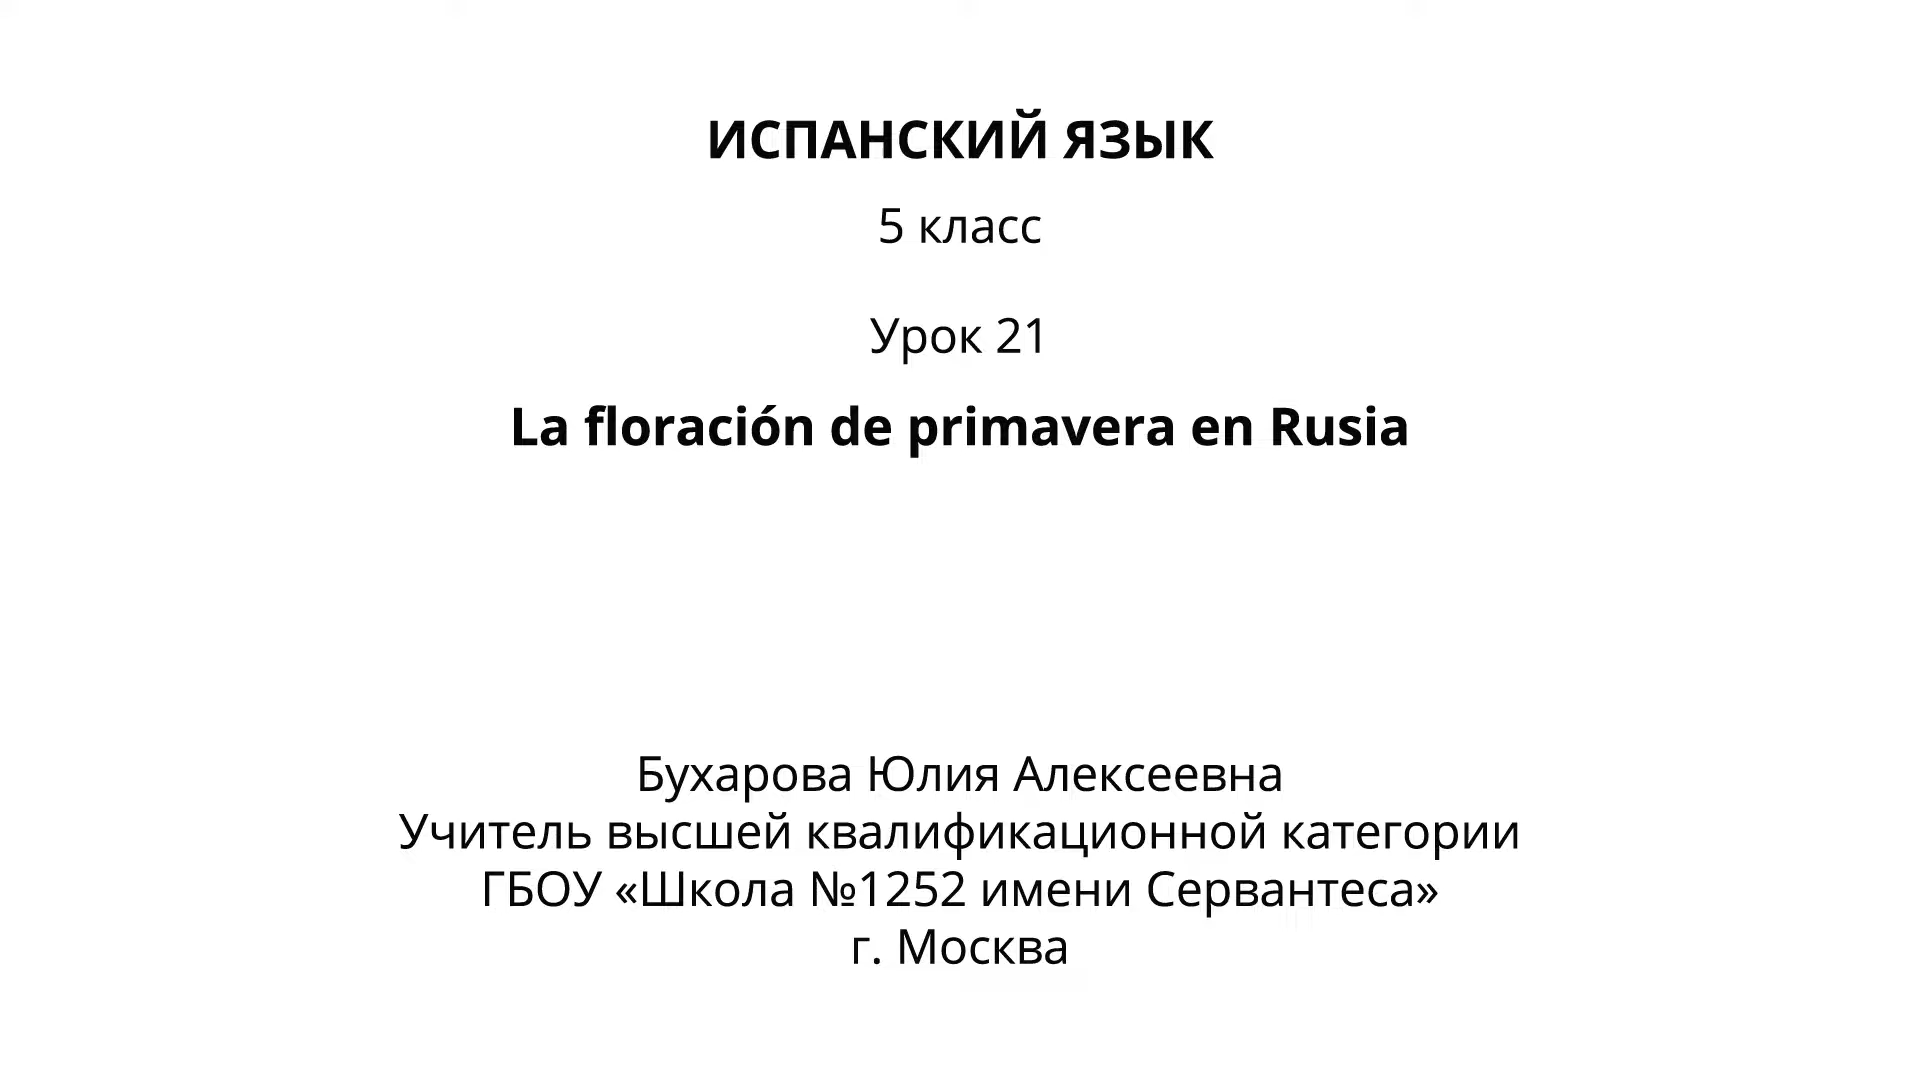 ИСПАНСКИЙ ЯЗЫК
5 класс
Урок 21
La floración de primavera en Rusia
Бухарова Юлия Алексеевна
Учитель высшей квалификационной категории
ГБОУ «Школа №1252 имени Сервантеса»
г. Москва